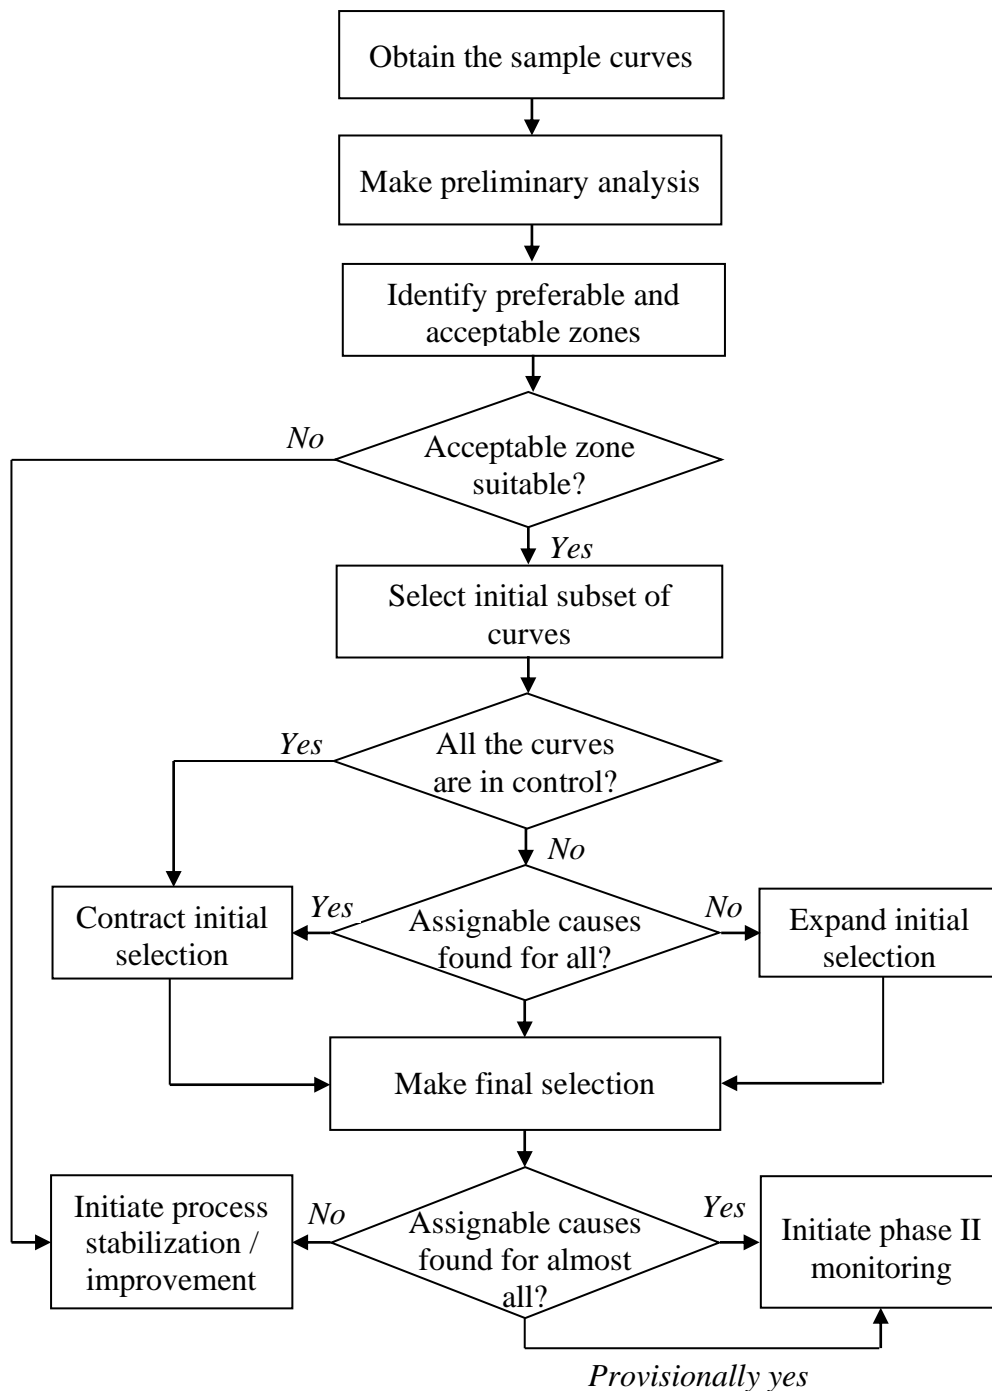 Obtain the sample curves
Make preliminary analysis
Identify preferable and
acceptable zones
No
Acceptable zone
suitable?
Yes
Select initial subset of
curves
Yes
All the curves
are in control?
No
Contract initial
selection
Yes
Assignable causes
found for all?
No
Expand initial
selection
Make final selection
Initiate process
stabilization /
improvement
No
Assignable causes
found for almost
all?
Yes
Initiate phase II
monitoring
Provisionally yes